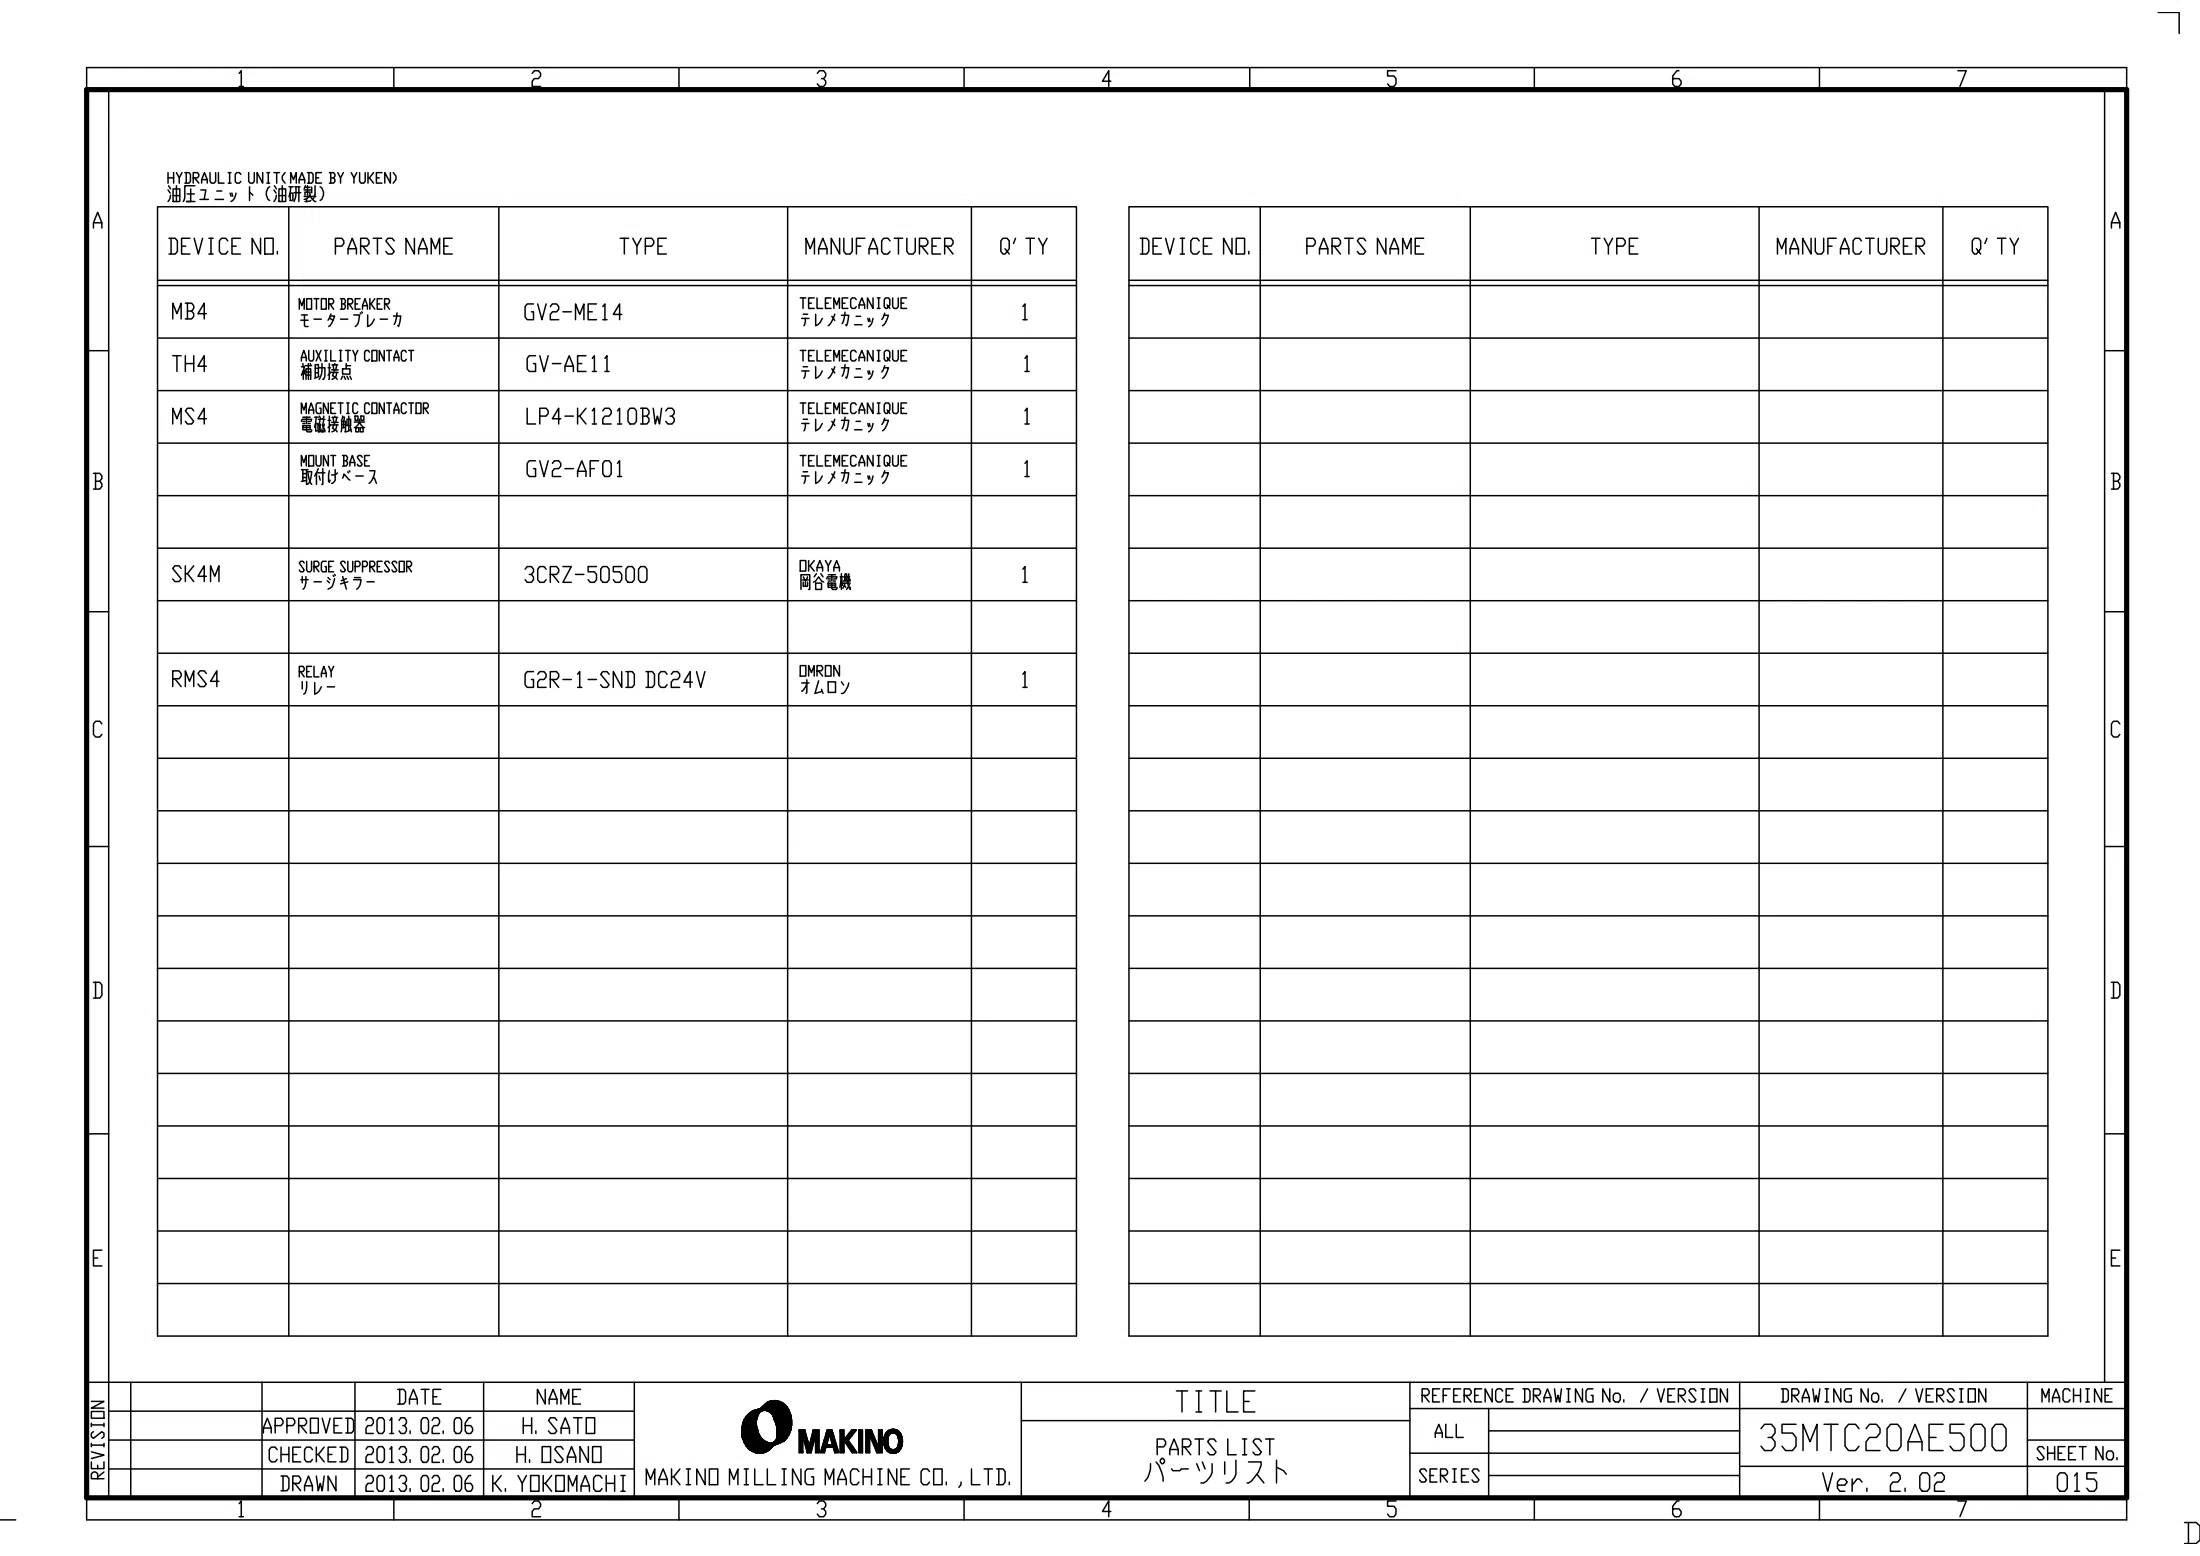 1 2 3 4 5 6 7
HYDRAULIC UNIT(MADE BY YUKEN)
油圧ユニット（油研製）
A A
DEVICE NO. PARTS NAME TYPE MANUFACTURER Q' TY DEVICE NO. PARTS NAME TYPE MANUFACTURER Q' TY
MB4 MOTOR BREAKER GV2-ME14 TELEMECANIQUE 1
モーターブレーカ テレメカニック
TH4 AUXILITY CONTACT GV-AE11 TELEMECANIQUE 1
補助接点 テレメカニック
MS4 MAGNETIC CONTACTOR LP4-K1210BW3 TELEMECANIQUE 1
電磁接触器 テレメカニック
MOUNT BASE GV2-AF01 TELEMECANIQUE 1
取付けベース テレメカニック
B B
SK4M SURGE SUPPRESSOR 3CRZ-50500 OKAYA 1
サージキラー 岡谷電機
RMS4 RELAY G2R-1-SND DC24V OMRON 1
リレー オムロン
C C
D D
E E
REVISION
DATE NAME
APPROVED 2013. 02. 06 H. SATO
CHECKED 2013. 02. 06 H. OSANO
DRAWN 2013. 02. 06 K. YOKOMACHI
MAKINO
MAKINO MILLING MACHINE CO. , LTD.
TITLE
PARTS LIST
パーツリスト
REFERENCE DRAWING No. / VERSION
ALL
SERIES
DRAWING No. / VERSION
35MTC20AE500
Ver. 2. 02
MACHINE
SHEET No.
015
1 2 3 4 5 6 7
D